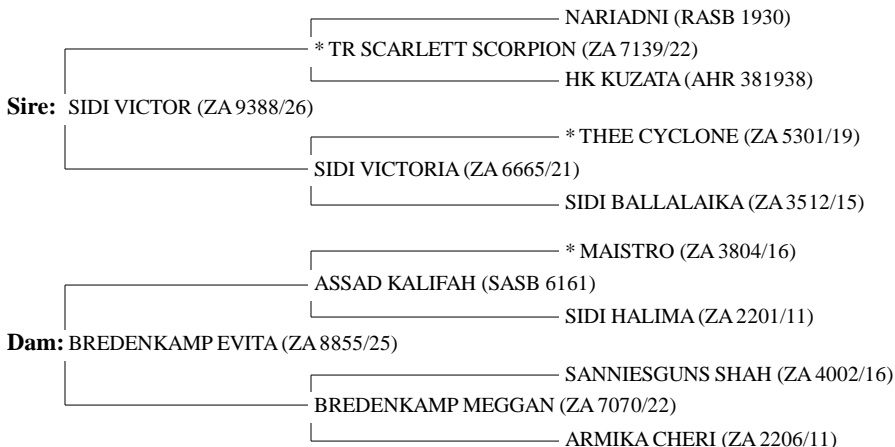 NARIADNI (RASB 1930)
* TR SCARLETT SCORPION (ZA 7139/22)
HK KUZATA (AHR 381938)
Sire: SIDI VICTOR (ZA 9388/26)
* THEE CYCLONE (ZA 5301/19)
SIDI VICTORIA (ZA 6665/21)
SIDI BALLALAIKA (ZA 3512/15)
* MAISTRO (ZA 3804/16)
ASSAD KALIFAH (SASB 6161)
SIDI HALIMA (ZA 2201/11)
Dam: BREDENKAMP EVITA (ZA 8855/25)
SANNIESGUNS SHAH (ZA 4002/16)
BREDENKAMP MEGGAN (ZA 7070/22)
ARMIKA CHERI (ZA 2206/11)